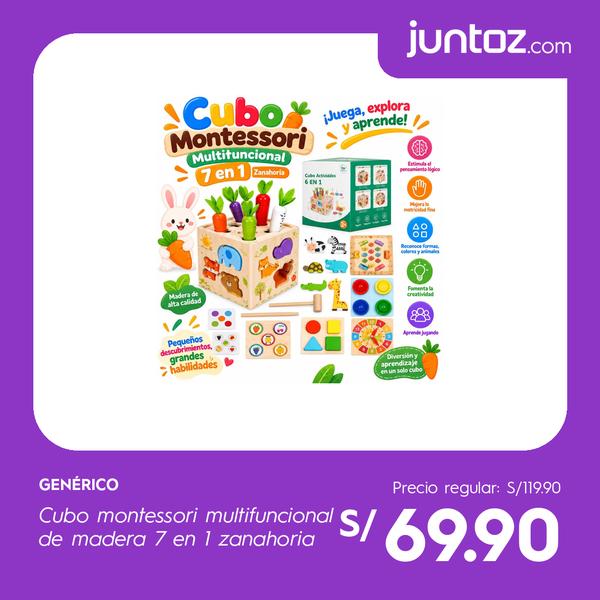 juntoz.com
Cubo
Montessori
Multifuncional
7 en 1 Zanahoria
¡Juega, explora
y aprende!
Cubo Actividades
6 EN 1
Estimula el
pensamiento lógico
Mejora la
motricidad fina
Reconoce formas,
colores y animales
Fomenta la
creatividad
Aprende jugando
Madera de
alta calidad
Pequeños
descubrimientos,
grandes
habilidades
Diversión y
aprendizaje
en un solo cubo
GENÉRICO
Precio regular: S/119.90
Cubo montessori multifuncional
de madera 7 en 1 zanahoria
S/ 69.90